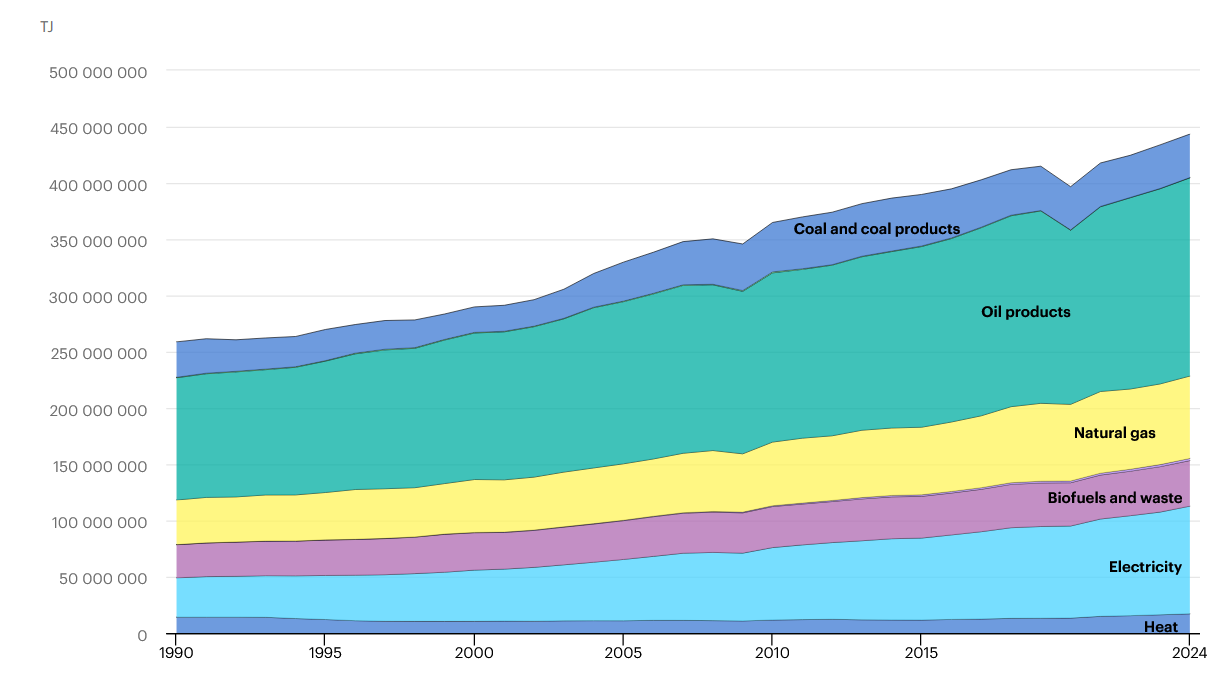 TJ
500 000 000
450 000 000
400 000 000
350 000 000
300 000 000
250 000 000
200 000 000
150 000 000
100 000 000
50 000 000
0
Coal and coal products
Oil products
Natural gas
Biofuels and waste
Electricity
Heat
1990 1995 2000 2005 2010 2015 2024